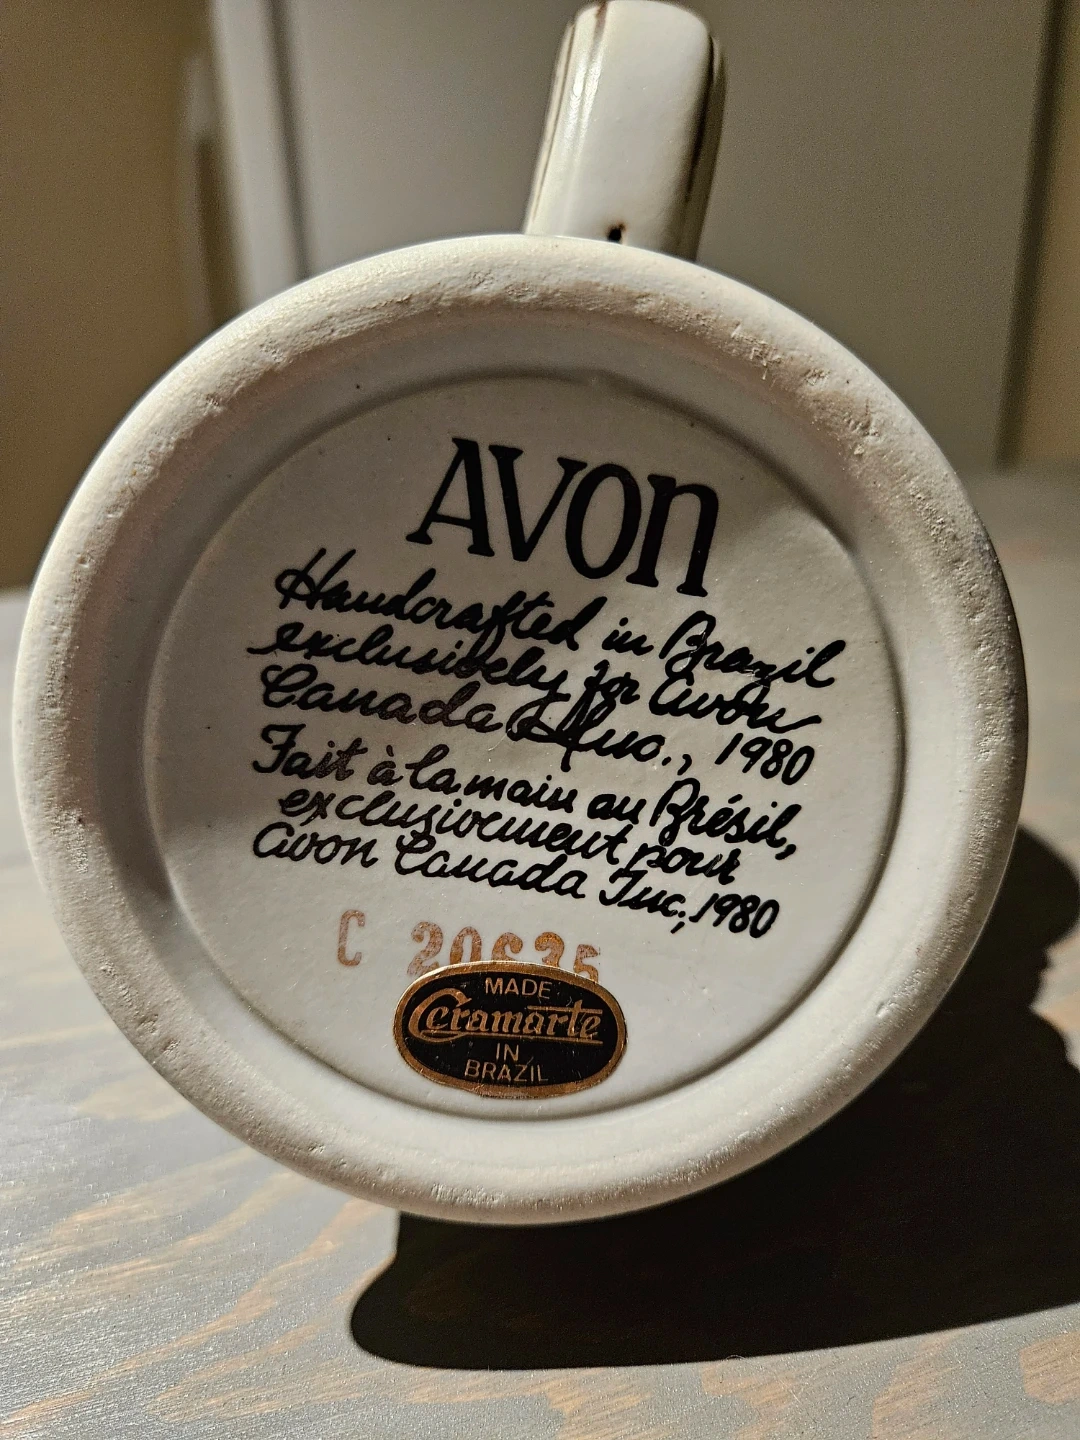 AVON
Handcrafted in Brazil
exclusively for Avon
Canada Inc., 1980
Fait à la main au Brésil,
exclusivement pour
Avon Canada Inc., 1980
C
MADE
Ceramarte
IN
BRAZIL